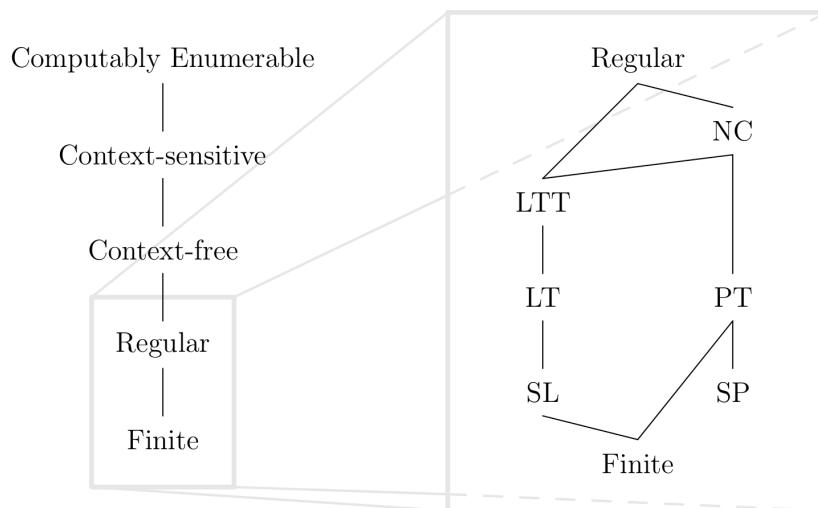 Computably Enumerable
Context-sensitive
Context-free
Regular
Finite
Regular
NC
LTT
LT
PT
SL
SP
Finite